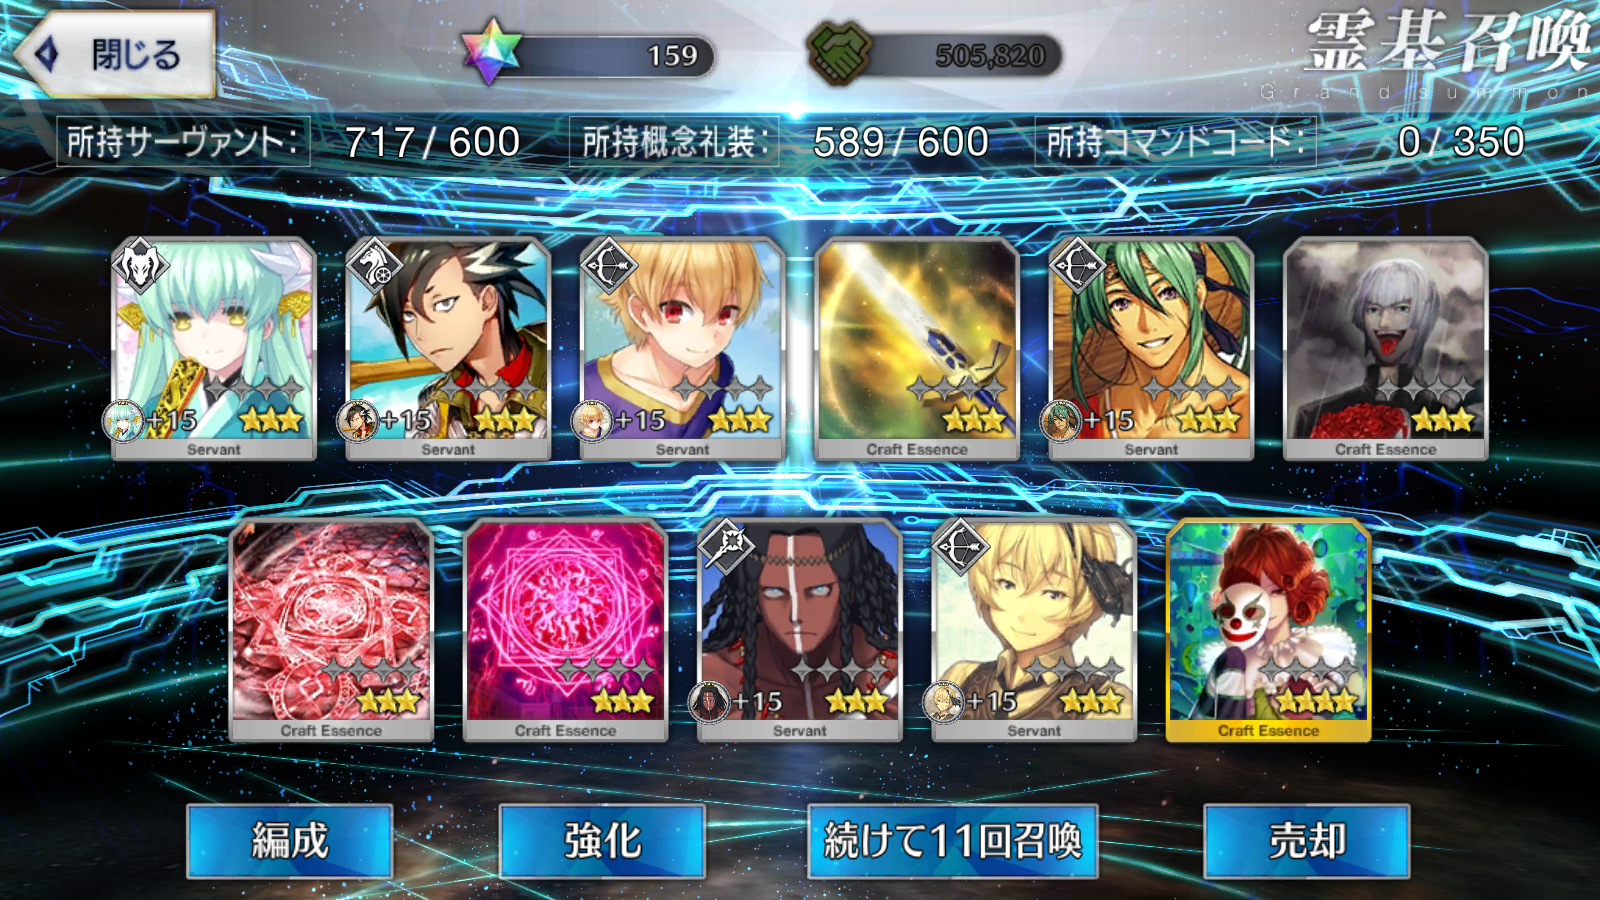 閉じる
159
505,820
霊基召喚
Grand summon
所持サーヴァント: 717/ 600
所持概念礼装: 589/ 600
所持コマンドコード: 0/ 350
+15
Servant
+15
Servant
+15
Servant
Craft Essence
+15
Servant
Craft Essence
Craft Essence
Craft Essence
+15
Servant
+15
Servant
Craft Essence
編成
強化
続けて11回召喚
売却